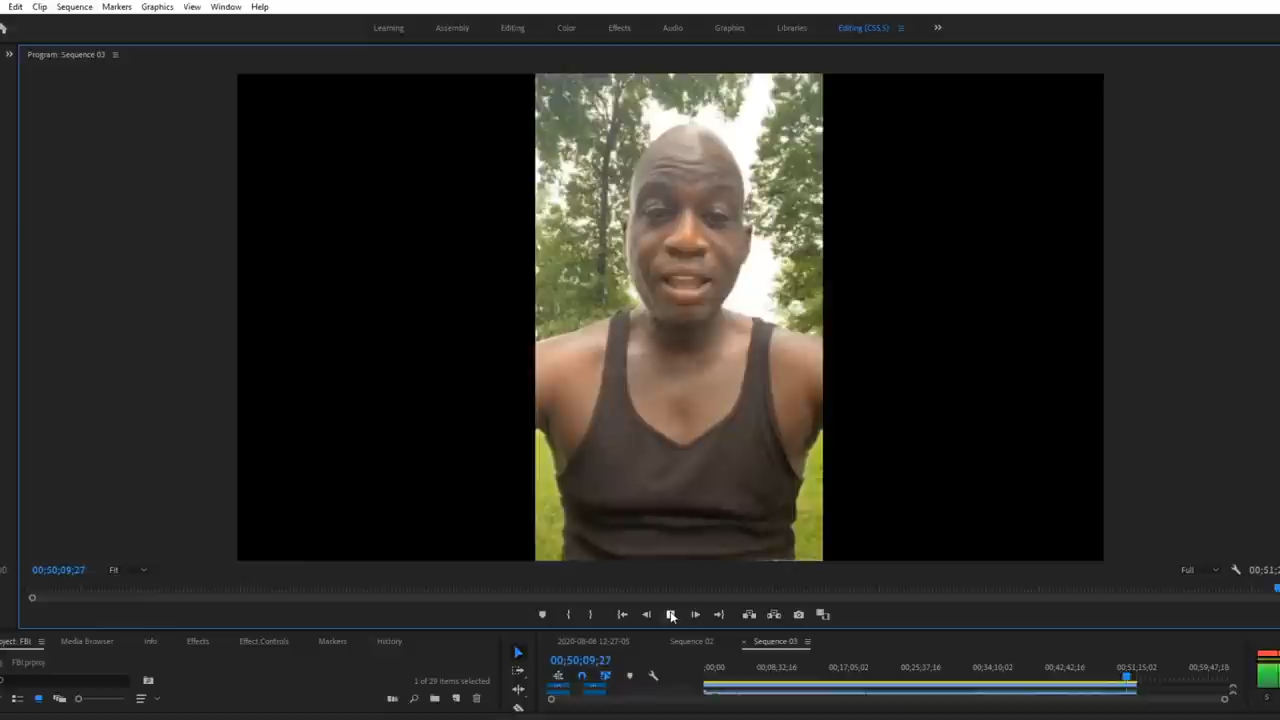 Edit Clip Sequence Markers Graphics View Window Help
Learning Assembly Editing Color Effects Audio Graphics Libraries Editing (CS5.5)
Program: Sequence 03
00;50;09;27 Fit Full 00;51;2
oject: FBI Media Browser Info Effects Effect Controls Markers History
2020-08-06 12-27-05 Sequence 02 × Sequence 03
FBI.prproj
00;50;09;27
;00;00 00;08;32;16 00;17;05;02 00;25;37;16 00;34;10;02 00;42;42;16 00;51;15;02 00;59;47;18
1 of 29 items selected
S